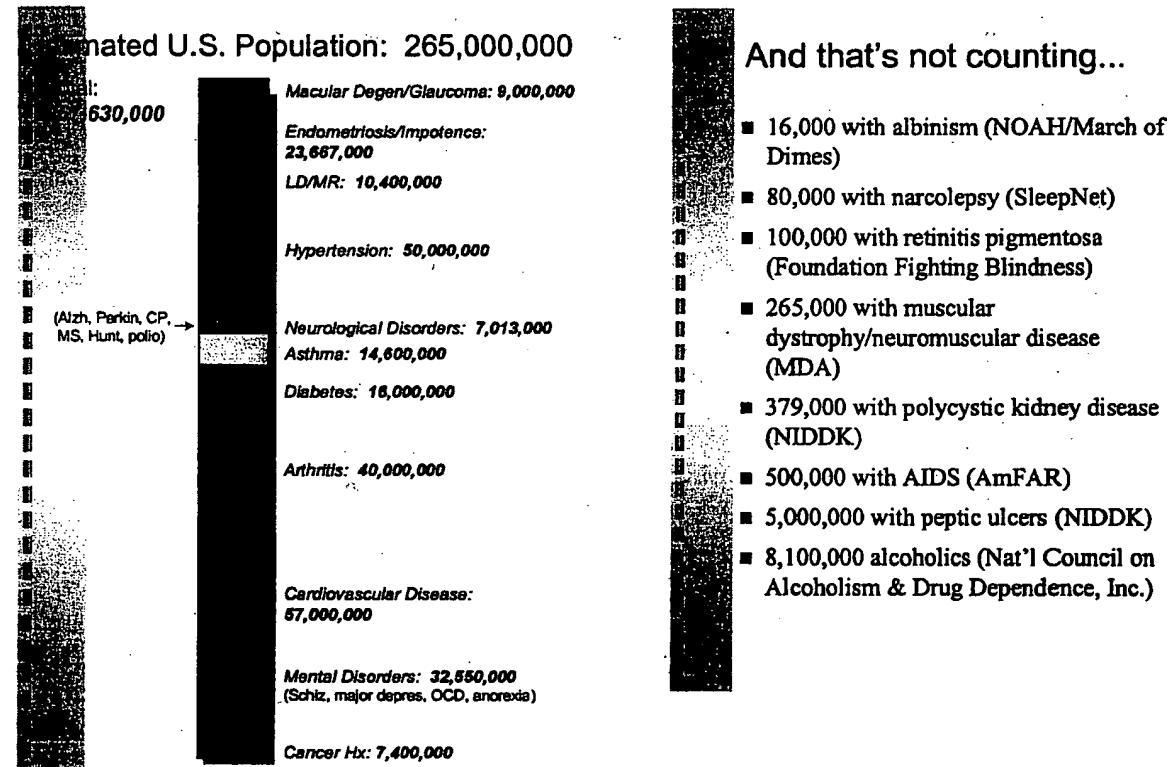 mated U.S. Population: 265,000,000
l:
630,000
Macular Degen/Glaucoma: 9,000,000
Endometriosis/Impotence:
23,667,000
LD/MR: 10,400,000
Hypertension: 50,000,000
(Alzh, Parkin, CP,
MS, Hunt, polio)
Neurological Disorders: 7,013,000
Asthma: 14,600,000
Diabetes: 16,000,000
Arthritis: 40,000,000
Cardiovascular Disease:
57,000,000
Mental Disorders: 32,550,000
(Schiz, major depres, OCD, anorexia)
Cancer Hx: 7,400,000
And that's not counting...
■ 16,000 with albinism (NOAH/March of
Dimes)
■ 80,000 with narcolepsy (SleepNet)
■ 100,000 with retinitis pigmentosa
(Foundation Fighting Blindness)
■ 265,000 with muscular
dystrophy/neuromuscular disease
(MDA)
■ 379,000 with polycystic kidney disease
(NIDDK)
■ 500,000 with AIDS (AmFAR)
■ 5,000,000 with peptic ulcers (NIDDK)
■ 8,100,000 alcoholics (Nat'l Council on
Alcoholism & Drug Dependence, Inc.)